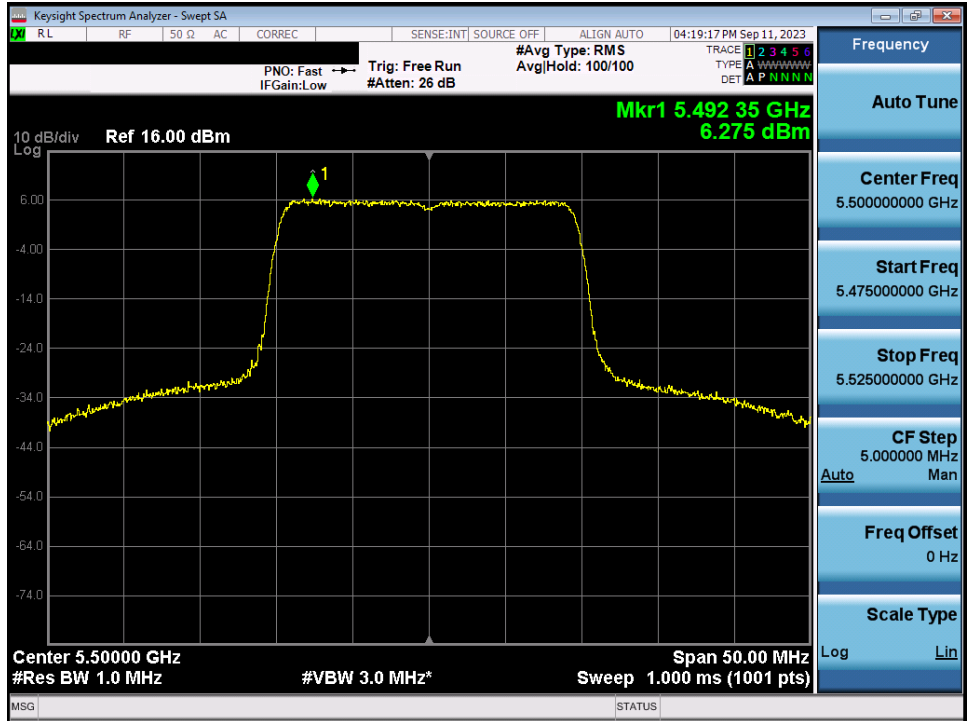 Keysight Spectrum Analyzer - Swept SA
LXI RL RF 50 Ω AC CORREC SENSE:INT SOURCE OFF ALIGN AUTO 04:19:17 PM Sep 11, 2023
PNO: Fast
IFGain:Low
Trig: Free Run
#Atten: 26 dB
#Avg Type: RMS
Avg|Hold: 100/100
TRACE 1 2 3 4 5 6
TYPE A WWWWW
DET A P N N N N
Mkr1 5.492 35 GHz
6.275 dBm
10 dB/div Ref 16.00 dBm
Log
1
6.00
-4.00
-14.0
-24.0
-34.0
-44.0
-54.0
-64.0
-74.0
Center 5.50000 GHz
Span 50.00 MHz
#Res BW 1.0 MHz
#VBW 3.0 MHz*
Sweep 1.000 ms (1001 pts)
MSG
STATUS
Frequency
Auto Tune
Center Freq
5.500000000 GHz
Start Freq
5.475000000 GHz
Stop Freq
5.525000000 GHz
CF Step
5.000000 MHz
Auto Man
Freq Offset
0 Hz
Scale Type
Log Lin